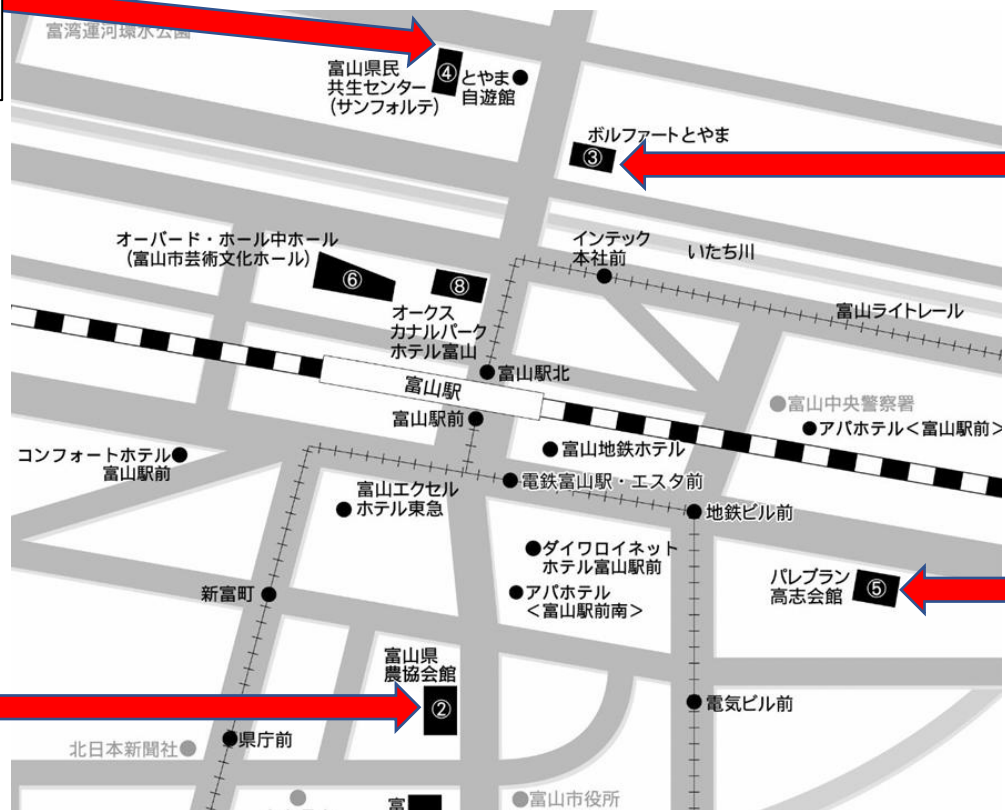 富湾運河環水公園
富山県民
共生センター
(サンフォルテ)
④
とやま
自遊館
ボルファートとやま
③
オーバード・ホール中ホール
(富山市芸術文化ホール)
⑥
⑧
インテック
本社前
いたち川
オークス
カナルパーク
ホテル富山
富山ライトレール
富山駅
富山駅北
富山駅前
富山中央警察署
アパホテル<富山駅前>
コンフォートホテル
富山駅前
富山地鉄ホテル
電鉄富山駅・エスタ前
富山エクセル
ホテル東急
地鉄ビル前
ダイワロイネット
ホテル富山駅前
アパホテル
<富山駅前南>
パレブラン
高志会館
⑤
新富町
富山県
農協会館
②
電気ビル前
県庁前
北日本新聞社
富山市役所
富